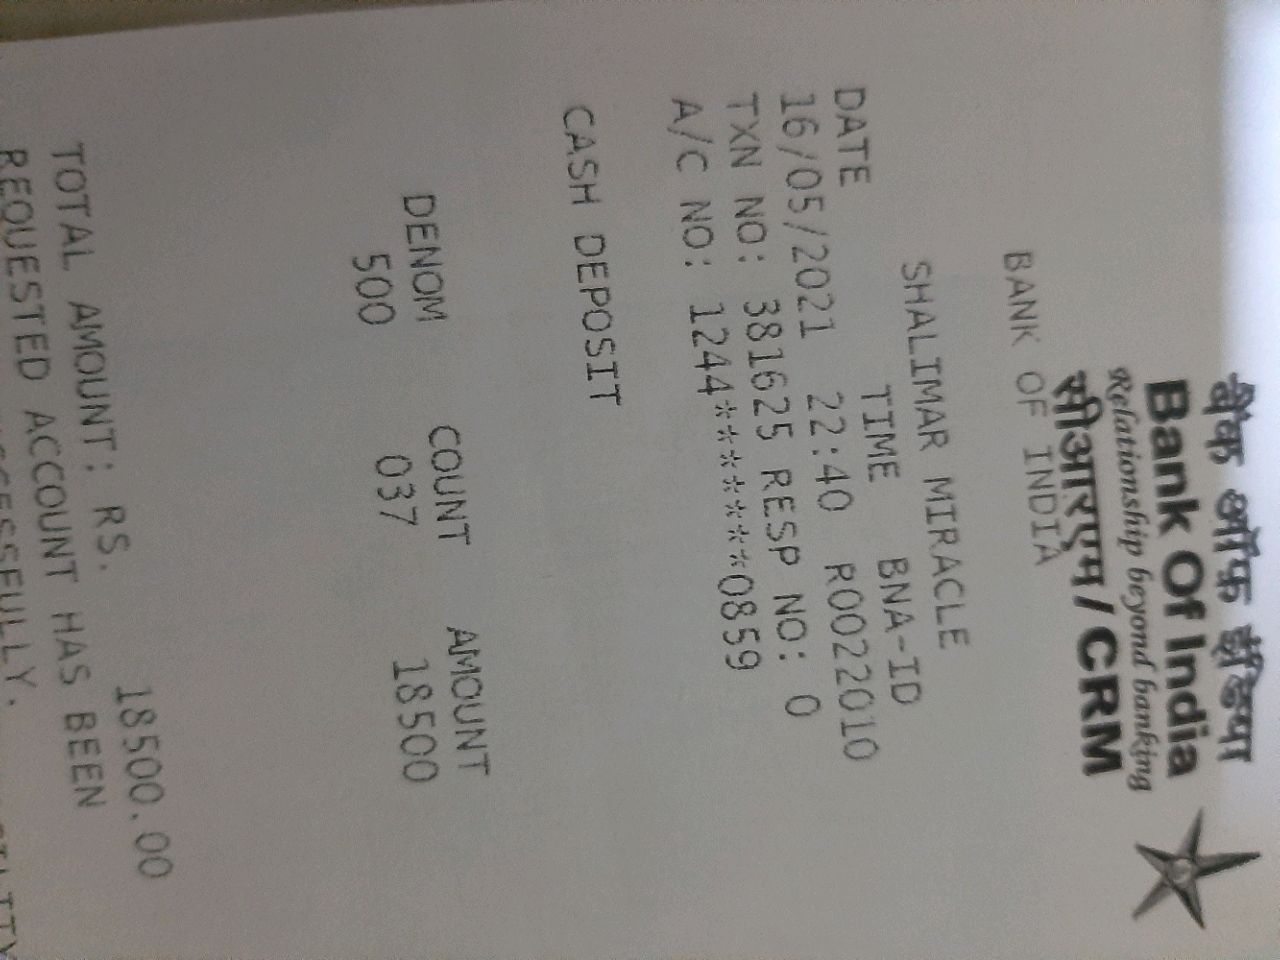 बैंक ऑफ इंडिया
Bank Of India
Relationship beyond banking
सीआरएम / CRM
BANK OF INDIA
SHALIMAR MIRACLE
DATE TIME BNA-ID
16/05/2021 22:40 R0022010
TXN NO: 381625 RESP NO: 0
A/C NO: 1244*******0859
CASH DEPOSIT
DENOM COUNT AMOUNT
500 037 18500
TOTAL AMOUNT: RS. 18500.00
REQUESTED ACCOUNT HAS BEEN